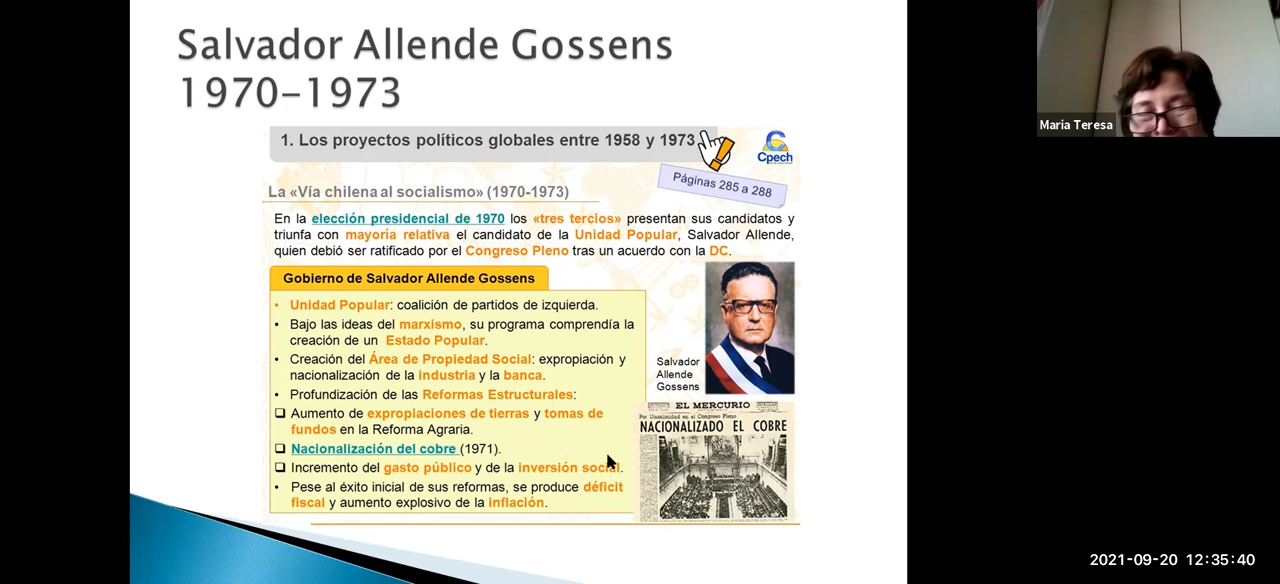 Salvador Allende Gossens
1970-1973
1. Los proyectos políticos globales entre 1958 y 1973
Cpech
Páginas 285 a 288
La «Vía chilena al socialismo» (1970-1973)
En la elección presidencial de 1970 los «tres tercios» presentan sus candidatos y
triunfa con mayoría relativa el candidato de la Unidad Popular, Salvador Allende,
quien debió ser ratificado por el Congreso Pleno tras un acuerdo con la DC.
Gobierno de Salvador Allende Gossens
• Unidad Popular: coalición de partidos de izquierda.
• Bajo las ideas del marxismo, su programa comprendía la
creación de un Estado Popular.
• Creación del Área de Propiedad Social: expropiación y
nacionalización de la industria y la banca.
• Profundización de las Reformas Estructurales:
❑ Aumento de expropiaciones de tierras y tomas de
fundos en la Reforma Agraria.
❑ Nacionalización del cobre (1971).
❑ Incremento del gasto público y de la inversión social.
• Pese al éxito inicial de sus reformas, se produce déficit
fiscal y aumento explosivo de la inflación.
Salvador
Allende
Gossens
EL MERCURIO
Por Unanimidad en el Congreso Pleno
NACIONALIZADO EL COBRE
Maria Teresa
2021-09-20 12:35:40